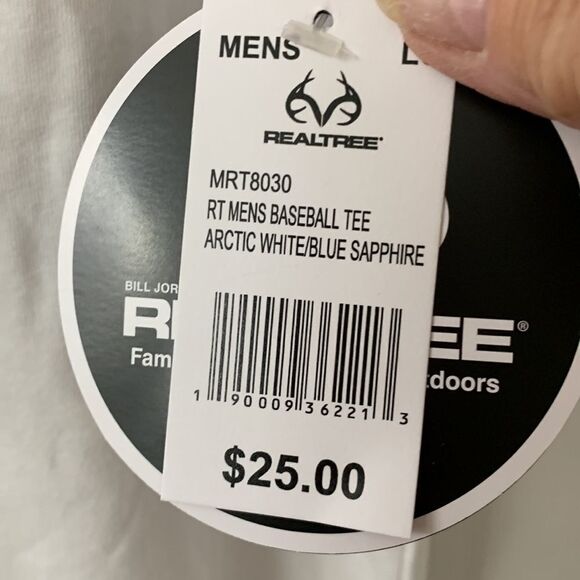 MENS L
REALTREE
MRT8030
RT MENS BASEBALL TEE
ARCTIC WHITE/BLUE SAPPHIRE
1 90009 36221 3
$25.00
BILL JOR
R EE®
Fam tdoors